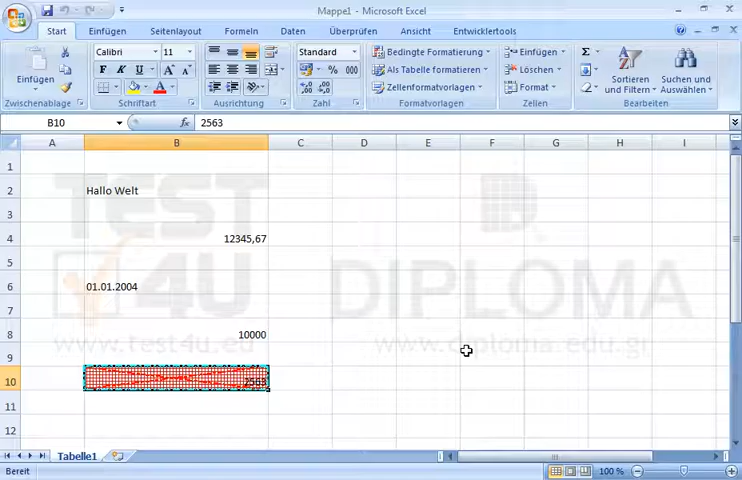 Mappe1 - Microsoft Excel
Start Einfügen Seitenlayout Formeln Daten Überprüfen Ansicht Entwicklertools
Einfügen
Zwischenablage
Calibri 11
F K U A A
A
Schriftart
Ausrichtung
Standard
% 000
,00
Zahl
Bedingte Formatierung
Als Tabelle formatieren
Zellenformatvorlagen
Formatvorlagen
Einfügen
Löschen
Format
Zellen
Σ
Sortieren und Filtern
Suchen und Auswählen
Bearbeiten
B10 fx 2563
A B C D E F G H I
1
2 Hallo Welt
3
4 12345,67
5
6 01.01.2004
7
8 10000
9
10 2563
11
12
TEST
4U
www.test4u.eu
DIPLOMA
www.diploma.edu.gr
Tabelle1
Bereit 100 %